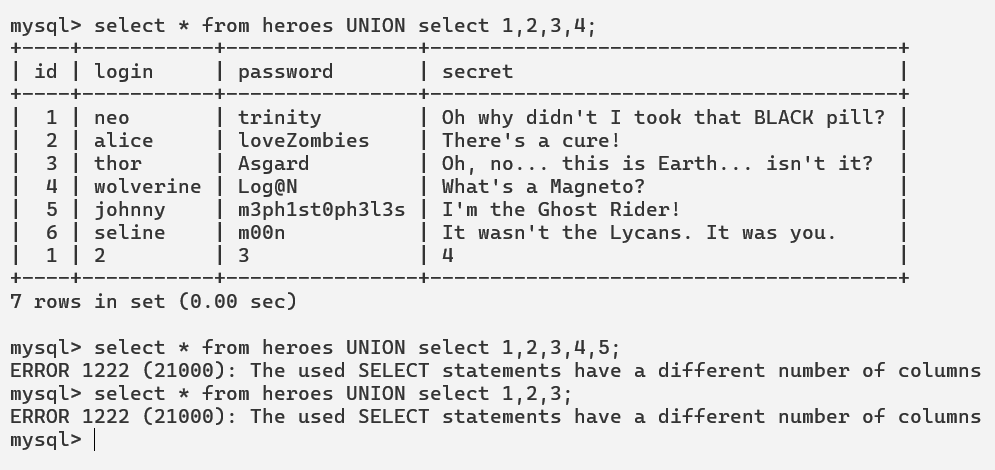 mysql> select * from heroes UNION select 1,2,3,4;
+----+-----------+----------------+---------------------------------------+
| id | login     | password       | secret                                |
+----+-----------+----------------+---------------------------------------+
|  1 | neo       | trinity        | Oh why didn't I took that BLACK pill? |
|  2 | alice     | loveZombies    | There's a cure!                       |
|  3 | thor      | Asgard         | Oh, no... this is Earth... isn't it?  |
|  4 | wolverine | Log@N          | What's a Magneto?                     |
|  5 | johnny    | m3ph1st0ph3l3s | I'm the Ghost Rider!                  |
|  6 | seline    | m00n           | It wasn't the Lycans. It was you.     |
|  1 | 2         | 3              | 4                                     |
+----+-----------+----------------+---------------------------------------+
7 rows in set (0.00 sec)
mysql> select * from heroes UNION select 1,2,3,4,5;
ERROR 1222 (21000): The used SELECT statements have a different number of columns
mysql> select * from heroes UNION select 1,2,3;
ERROR 1222 (21000): The used SELECT statements have a different number of columns
mysql>